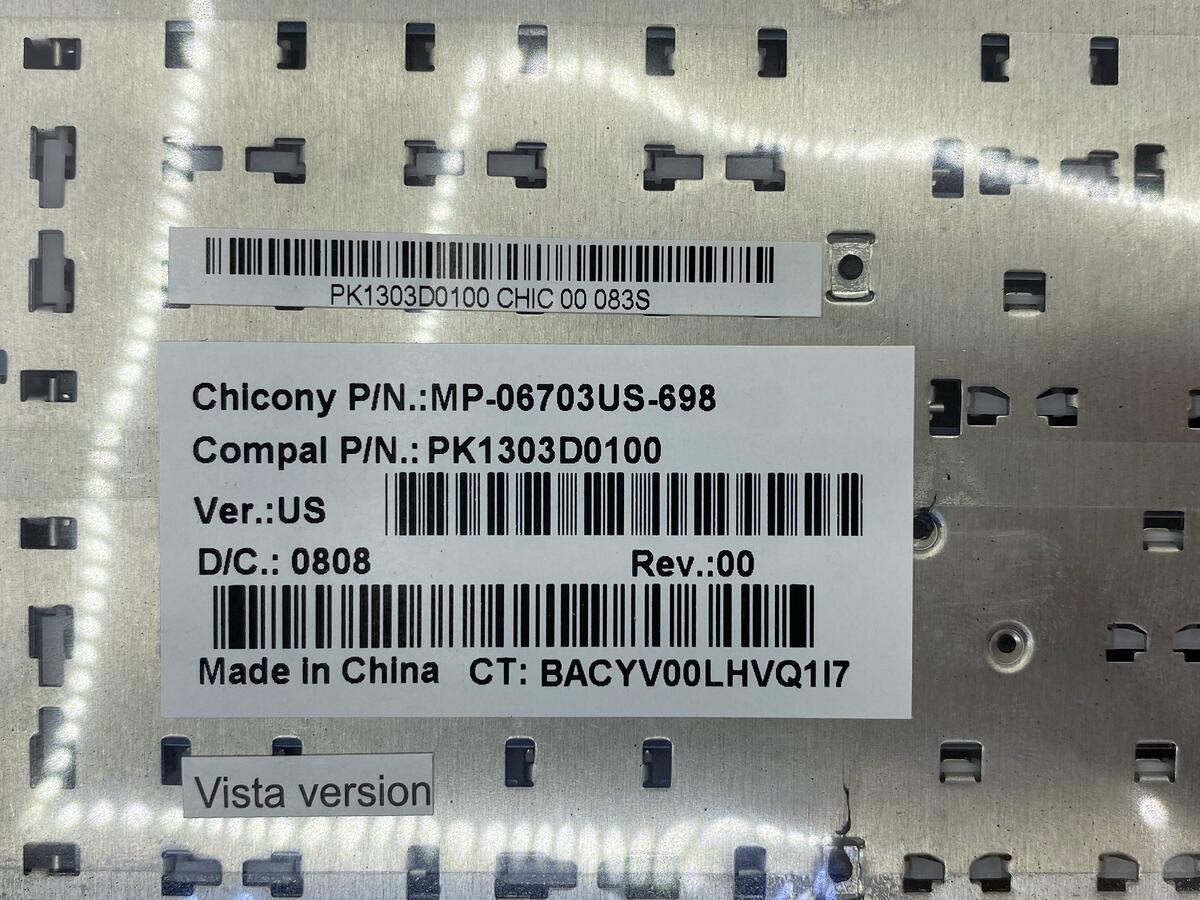 PK1303D0100 CHIC 00 083S
Chicony P/N.:MP-06703US-698
Compal P/N.: PK1303D0100
Ver.:US
D/C.: 0808 Rev.:00
Made in China CT: BACYV00LHVQ1I7
Vista version